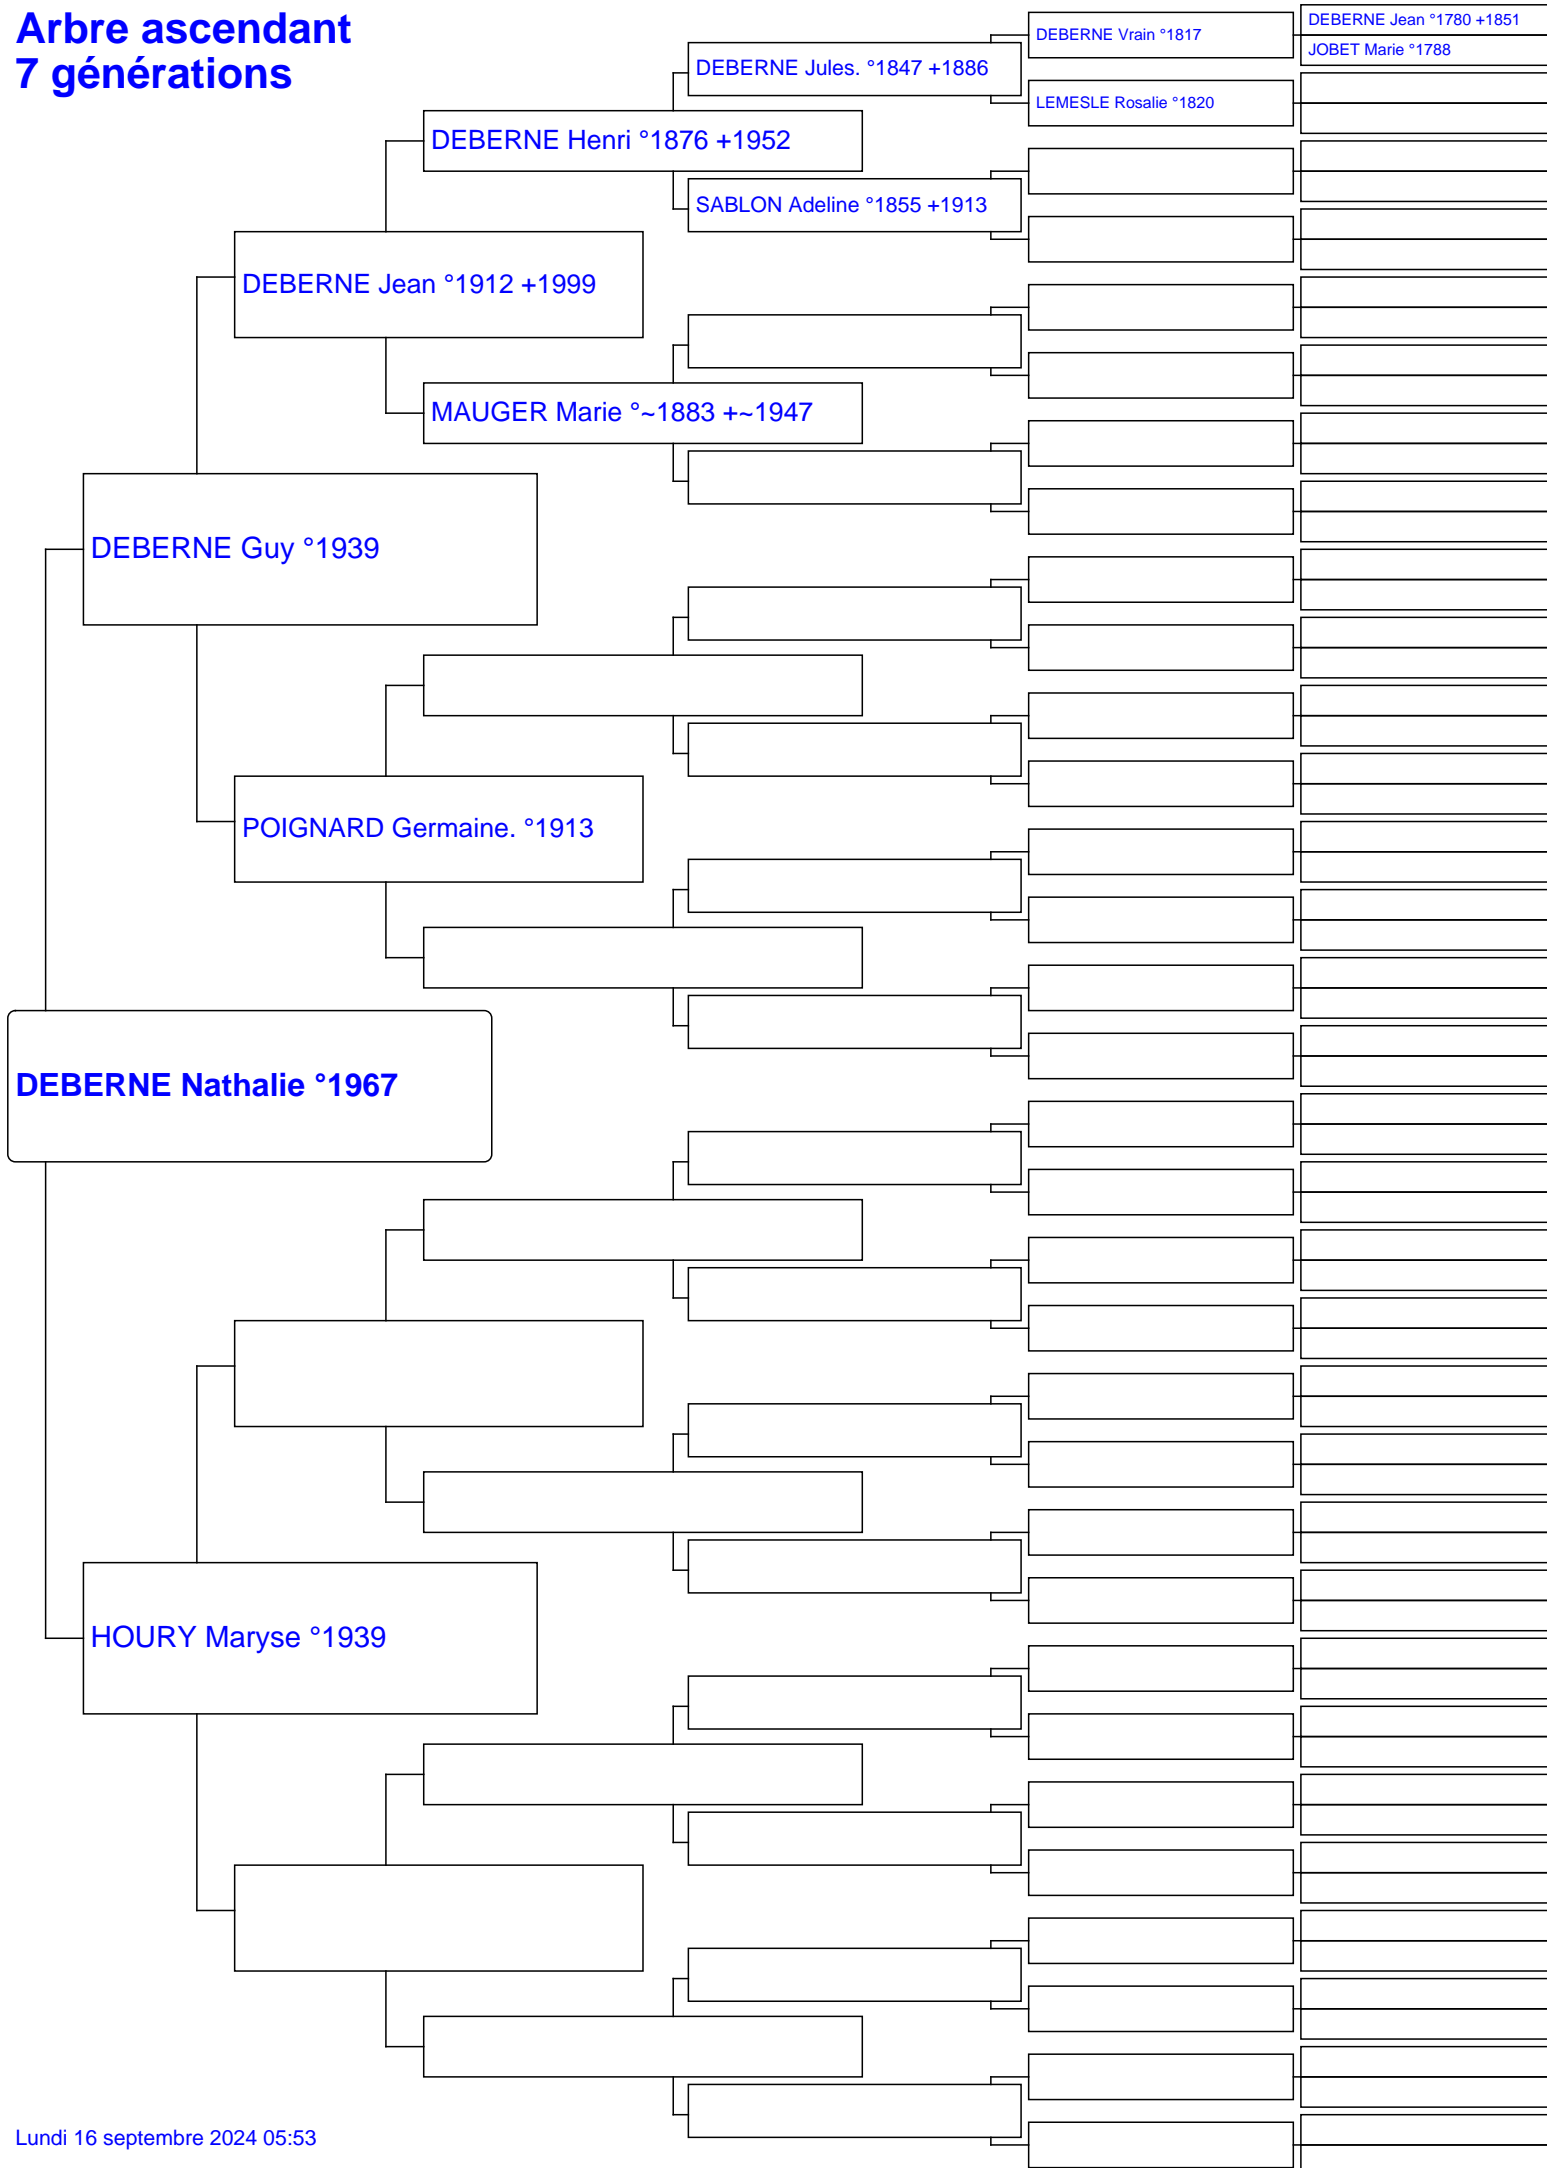 Arbre ascendant
7 générations
DEBERNE Vrain °1817
DEBERNE Jean °1780 +1851
JOBET Marie °1788
DEBERNE Jules. °1847 +1886
LEMESLE Rosalie °1820
DEBERNE Henri °1876 +1952
SABLON Adeline °1855 +1913
DEBERNE Jean °1912 +1999
MAUGER Marie °~1883 +~1947
DEBERNE Guy °1939
POIGNARD Germaine. °1913
DEBERNE Nathalie °1967
HOURY Maryse °1939
Lundi 16 septembre 2024 05:53